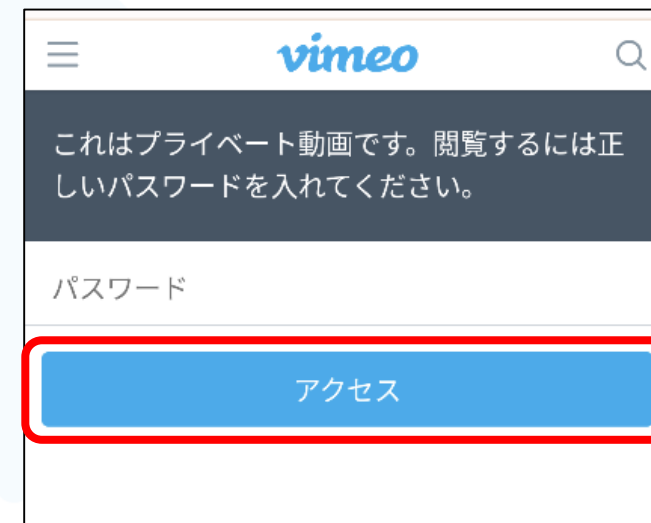 vimeo
これはプライベート動画です。閲覧するには正
しいパスワードを入れてください。
パスワード
アクセス